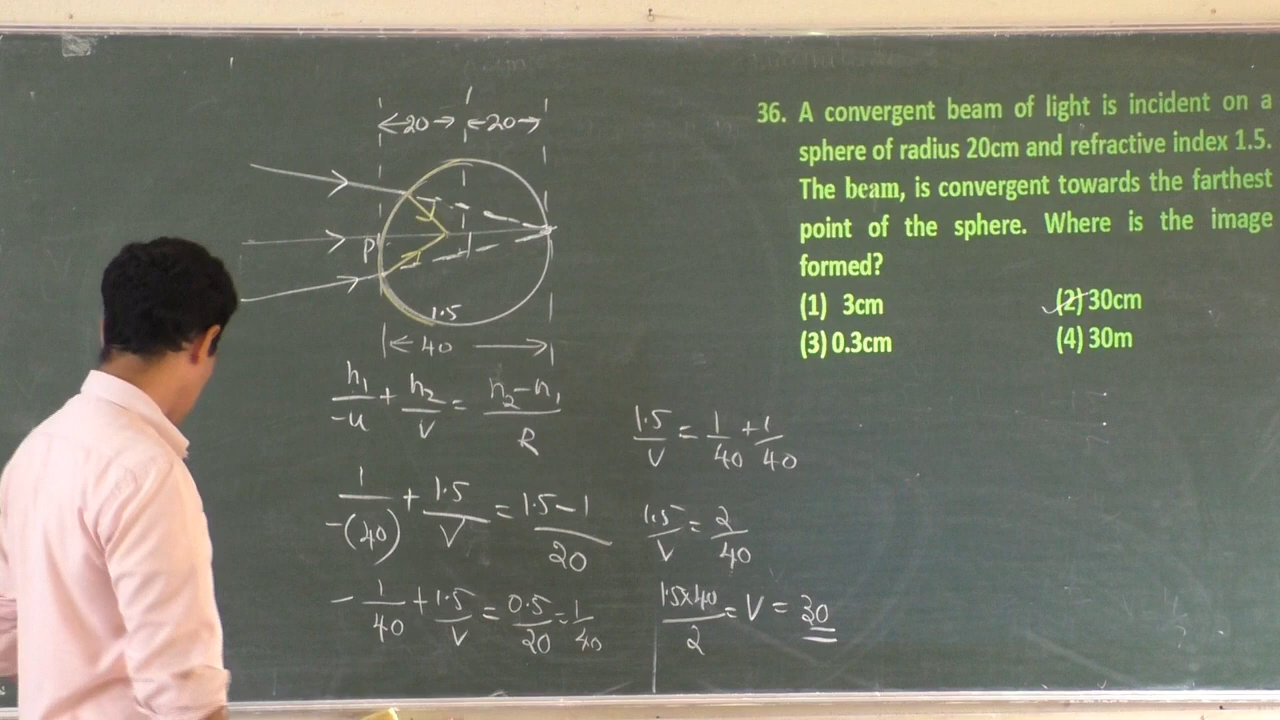 36. A convergent beam of light is incident on a
sphere of radius 20cm and refractive index 1.5.
The beam, is convergent towards the farthest
point of the sphere. Where is the image
formed?
(1) 3cm (2) 30cm
(3) 0.3cm (4) 30m
20 20
P
1.5
40
n₁/-u + n₂/v = n₂-n₁/R
1/-(40) + 1.5/V = 1.5-1/20
- 1/40 + 1.5/V = 0.5/20 = 1/40
1.5/V = 1/40 + 1/40
1.5/V = 2/40
1.5x40/2 = V = 30